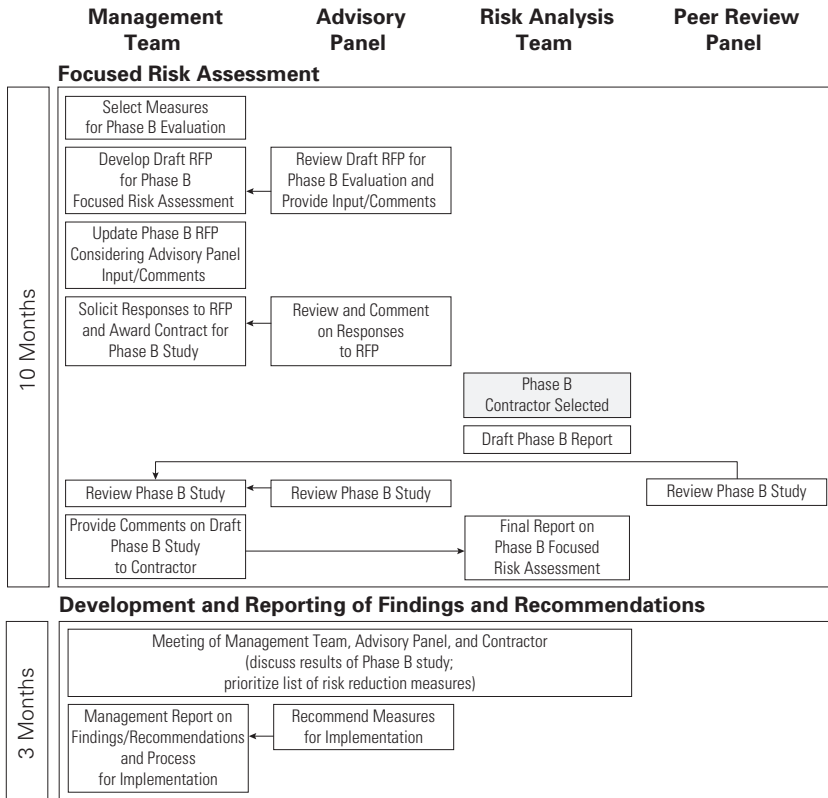 Management
Team
Advisory
Panel
Risk Analysis
Team
Peer Review
Panel
Focused Risk Assessment
10 Months
Select Measures
for Phase B Evaluation
Develop Draft RFP
for Phase B
Focused Risk Assessment
Review Draft RFP for
Phase B Evaluation and
Provide Input/Comments
Update Phase B RFP
Considering Advisory Panel
Input/Comments
Solicit Responses to RFP
and Award Contract for
Phase B Study
Review and Comment
on Responses
to RFP
Phase B
Contractor Selected
Draft Phase B Report
Review Phase B Study
Review Phase B Study
Review Phase B Study
Provide Comments on Draft
Phase B Study
to Contractor
Final Report on
Phase B Focused
Risk Assessment
Development and Reporting of Findings and Recommendations
3 Months
Meeting of Management Team, Advisory Panel, and Contractor
(discuss results of Phase B study;
prioritize list of risk reduction measures)
Management Report on
Findings/Recommendations
and Process
for Implementation
Recommend Measures
for Implementation